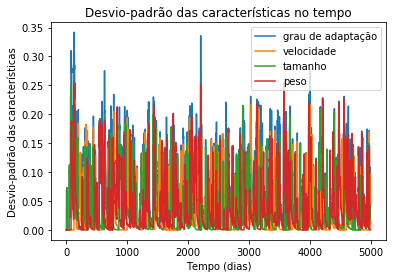 Desvio-padrão das características no tempo
Desvio-padrão das características
0.35
0.30
0.25
0.20
0.15
0.10
0.05
0.00
grau de adaptação
velocidade
tamanho
peso
0
1000
2000
3000
4000
5000
Tempo (dias)